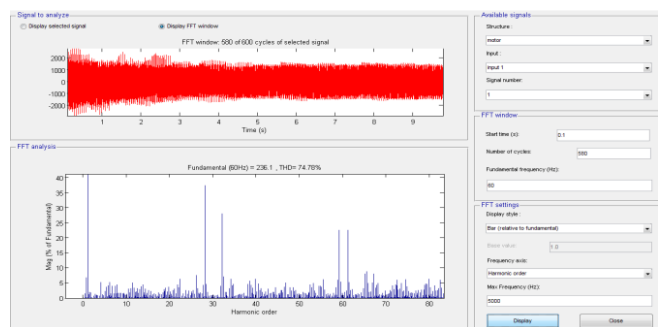 Signal to analyze
Display selected signal
Display FFT window
FFT window: 580 of 600 cycles of selected signal
2000
1000
0
-1000
-2000
0 1 2 3 4 5 6 7 8 9
Time (s)
FFT analysis
Fundamental (60Hz) = 236.1 , THD= 74.78%
40
35
30
25
20
15
10
5
0
0 10 20 30 40 50 60 70 80
Harmonic order
Mag (% of Fundamental)
Available signals
Structure :
motor
Input :
input 1
Signal number:
1
FFT window
Start time (s):
0.1
Number of cycles:
580
Fundamental frequency (Hz):
60
FFT settings
Display style :
Bar (relative to fundamental)
Base value:
1.0
Frequency axis:
Harmonic order
Max Frequency (Hz):
5000
Display
Close